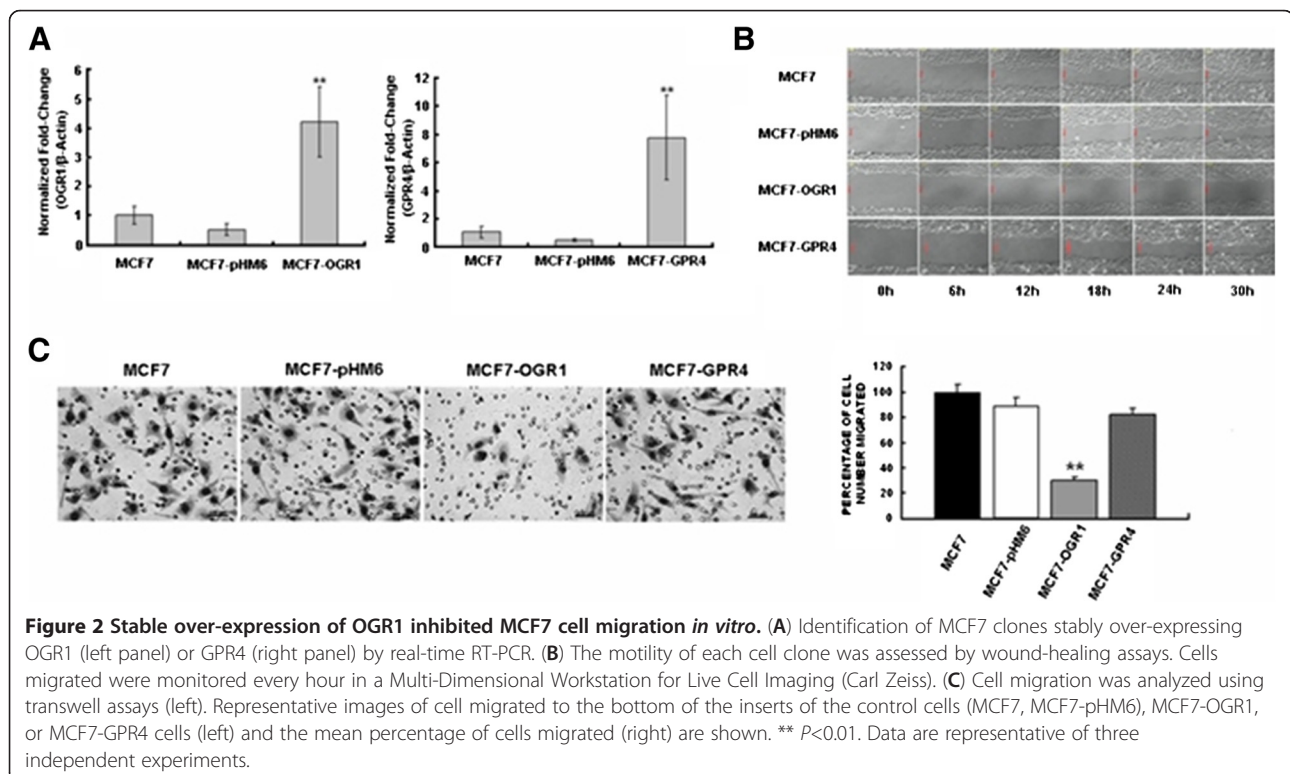 A
Normalized Fold-Change
(OGR1/β-Actin)
6
5
4
3
2
1
0
**
MCF7
MCF7-pHM6
MCF7-OGR1
Normalized Fold-Change
(GPR4/β-Actin)
12
10
8
6
4
2
0
**
MCF7
MCF7-pHM6
MCF7-GPR4
B
MCF7
MCF7-pHM6
MCF7-OGR1
MCF7-GPR4
0h
6h
12h
18h
24h
30h
C
MCF7
MCF7-pHM6
MCF7-OGR1
MCF7-GPR4
PERCENTAGE OF CELL
NUMBER MIGRATED
120
100
80
60
40
20
0
**
MCF7
MCF7-pHM6
MCF7-OGR1
MCF7-GPR4
Figure 2 Stable over-expression of OGR1 inhibited MCF7 cell migration in vitro. (A) Identification of MCF7 clones stably over-expressing
OGR1 (left panel) or GPR4 (right panel) by real-time RT-PCR. (B) The motility of each cell clone was assessed by wound-healing assays. Cells
migrated were monitored every hour in a Multi-Dimensional Workstation for Live Cell Imaging (Carl Zeiss). (C) Cell migration was analyzed using
transwell assays (left). Representative images of cell migrated to the bottom of the inserts of the control cells (MCF7, MCF7-pHM6), MCF7-OGR1,
or MCF7-GPR4 cells (left) and the mean percentage of cells migrated (right) are shown. ** P<0.01. Data are representative of three
independent experiments.